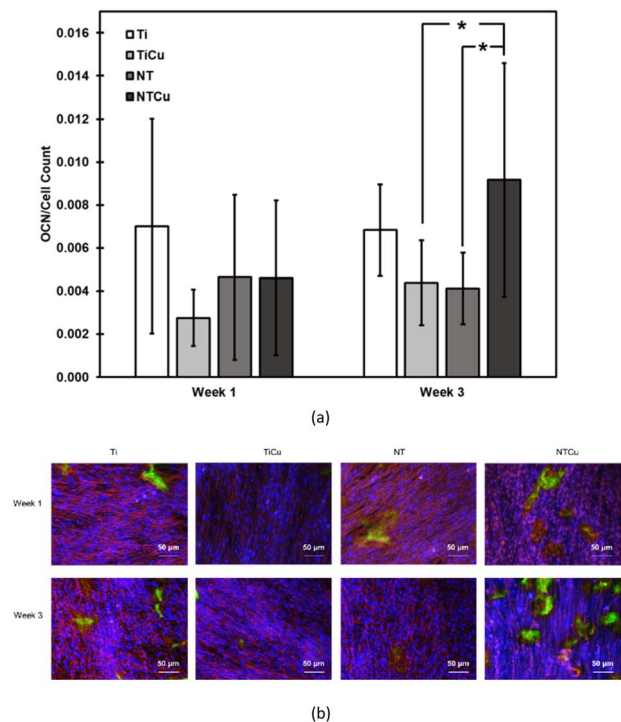 0.016
0.014
0.012
0.010
0.008
0.006
0.004
0.002
0.000
OCN/Cell Count
Ti
TiCu
NT
NTCu
*
*
Week 1 Week 3
(a)
Ti TiCu NT NTCu
Week 1
50 µm 50 µm 50 µm 50 µm
Week 3
50 µm 50 µm 50 µm 50 µm
(b)